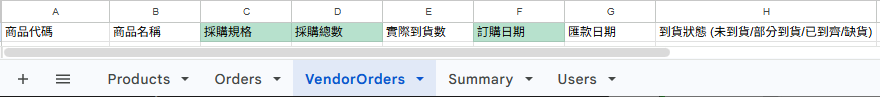 A B C D E F G H
商品代碼 商品名稱 採購規格 採購總數 實際到貨數 訂購日期 匯款日期 到貨狀態 (未到貨/部分到貨/已到齊/缺貨)
+ Products Orders VendorOrders Summary Users